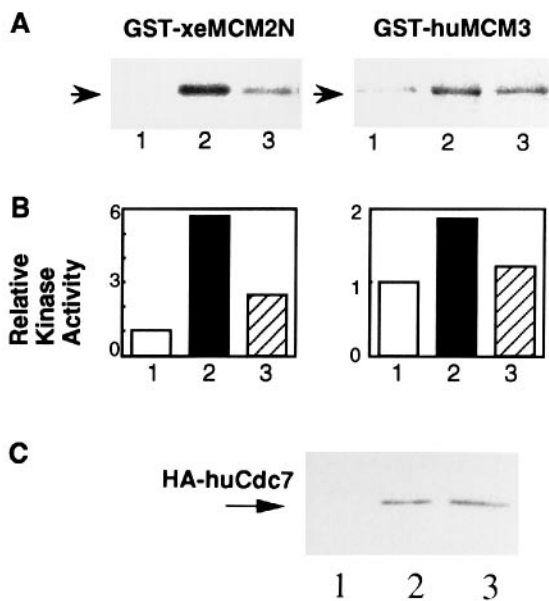 A
GST-xeMCM2N
GST-huMCM3
1 2 3
1 2 3
B
Relative
Kinase
Activity
6
3
0
1 2 3
2
1
0
1 2 3
C
HA-huCdc7
1 2 3